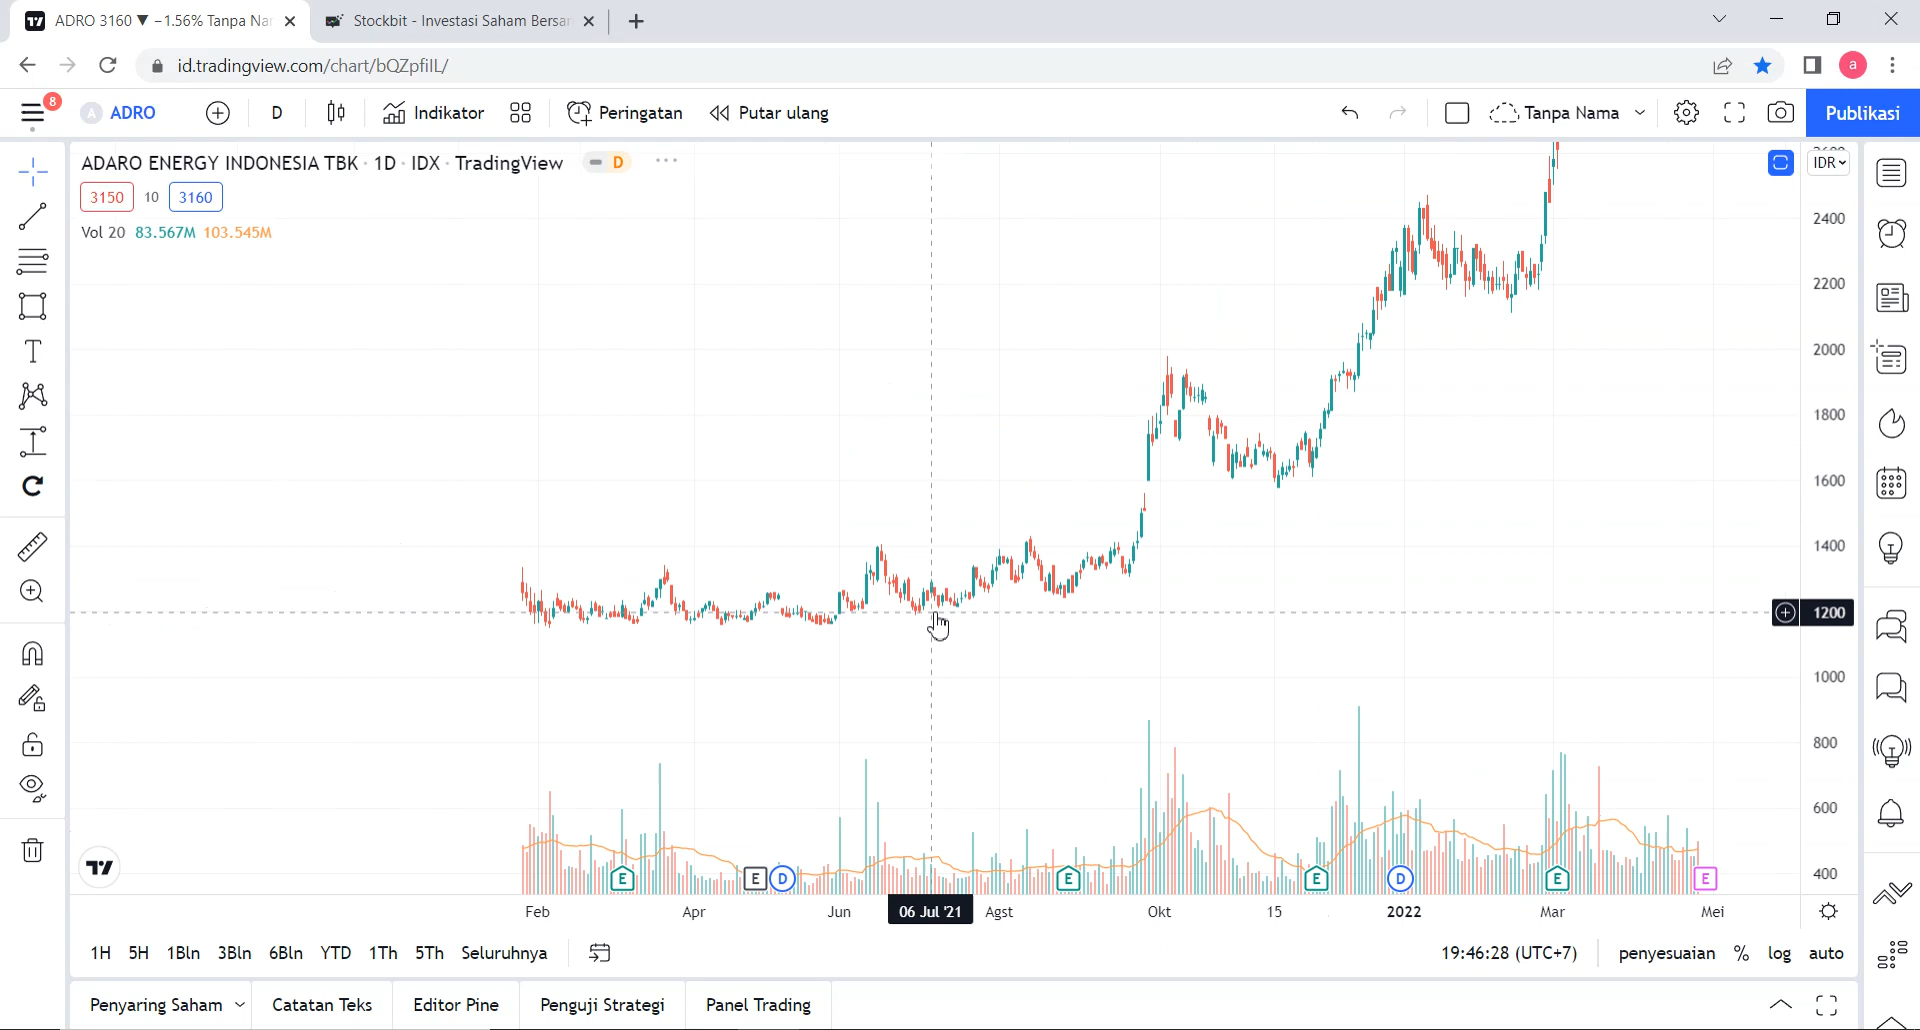 ADRO 3160 ▼ −1.56% Tanpa Na
Stockbit - Investasi Saham Bersa
id.tradingview.com/chart/bQZpfiIL/
a
8
A ADRO
D
Indikator
Peringatan
Putar ulang
Tanpa Nama
Publikasi
ADARO ENERGY INDONESIA TBK · 1D · IDX · TradingView
D
IDR
3150 10 3160
Vol 20 83.567M 103.545M
2400
2200
2000
1800
1600
1400
1200
1000
800
600
400
E E D E E D E E
Feb Apr Jun 06 Jul '21 Agst Okt 15 2022 Mar Mei
1H 5H 1Bln 3Bln 6Bln YTD 1Th 5Th Seluruhnya
19:46:28 (UTC+7) penyesuaian % log auto
Penyaring Saham Catatan Teks Editor Pine Penguji Strategi Panel Trading